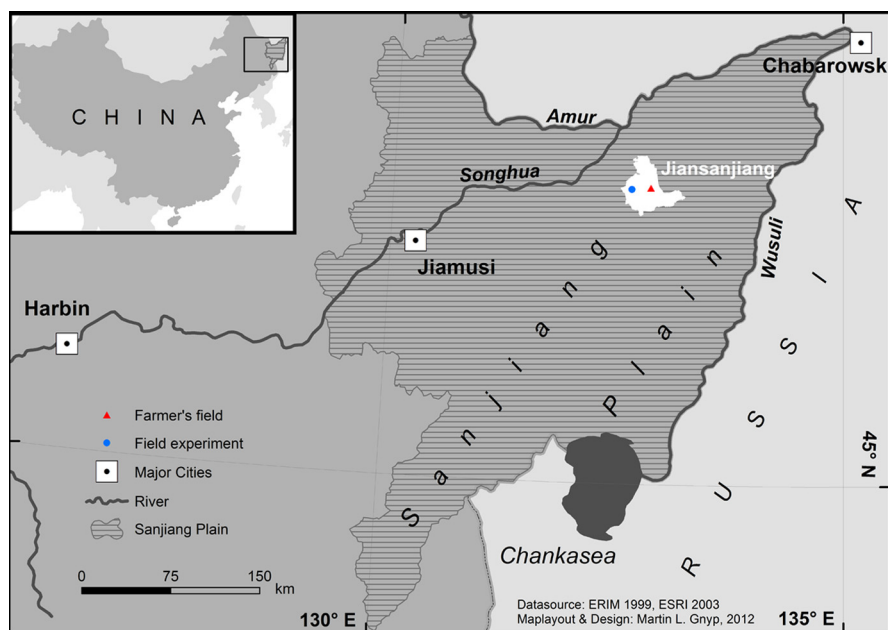 CHINA
Chabarowsk
Amur
Songhua
Jiansanjiang
Jiamusi
Wusuli
Harbin
Sanjiang
Plain
RUSSIA
Farmer's field
Field experiment
Major Cities
River
Sanjiang Plain
0 75 150
km
Chankasea
45° N
130° E
135° E
Datasource: ERIM 1999, ESRI 2003
Maplayout & Design: Martin L. Gnyp, 2012